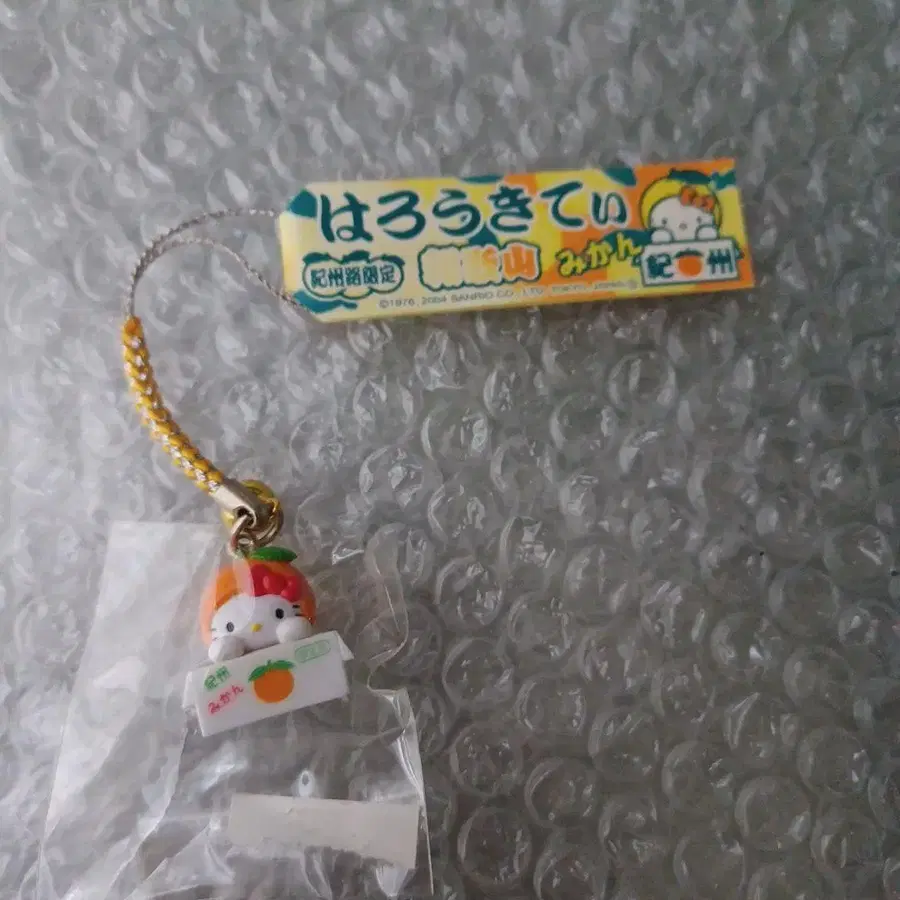 はろうきてぃ
紀州路限定 和歌山 みかん
紀 州
©1976, 2004 SANRIO CO., LTD.
紀州
みかん